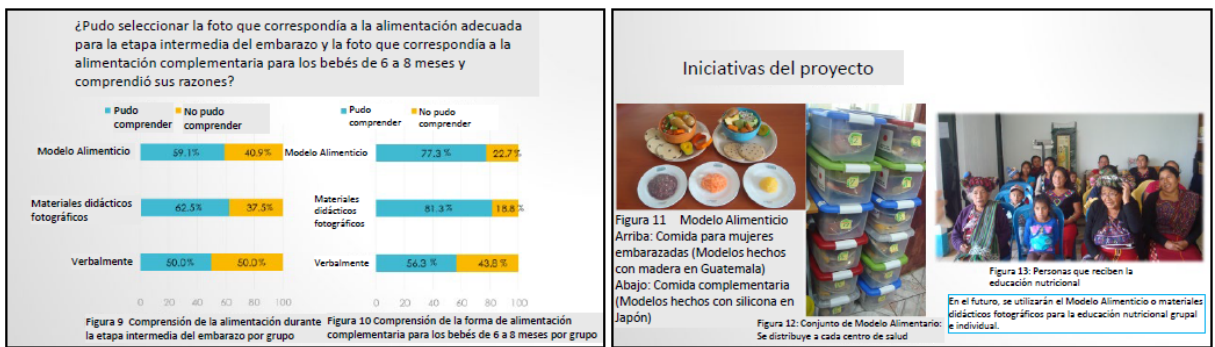 ¿Pudo seleccionar la foto que correspondía a la alimentación adecuada
para la etapa intermedia del embarazo y la foto que correspondía a la
alimentación complementaria para los bebés de 6 a 8 meses y
comprendió sus razones?
Pudo comprender
No pudo comprender
Modelo Alimenticio
59.1%
40.9%
Materiales didácticos
fotográficos
62.5%
37.5%
Verbalmente
50.0%
50.0%
0 20 40 60 80 100
Figura 9 Comprensión de la alimentación durante
la etapa intermedia del embarazo por grupo
Pudo
comprender
No pudo
comprender
Modelo Alimenticio
77.3%
22.7%
Materiales
didácticos
fotográficos
81.3%
18.8%
Verbalmente
56.3%
43.8%
0 20 40 60 80 100
Figura 10 Comprensión de la forma de alimentación
complementaria para los bebés de 6 a 8 meses por grupo
Iniciativas del proyecto
Figura 11 Modelo Alimenticio
Arriba: Comida para mujeres
embarazadas (Modelos hechos
con madera en Guatemala)
Abajo: Comida complementaria
(Modelos hechos con silicona en
Japón)
Figura 12: Conjunto de Modelo Alimentario:
Se distribuye a cada centro de salud
Figura 13: Personas que reciben la
educación nutricional
En el futuro, se utilizarán el Modelo Alimenticio o materiales
didácticos fotográficos para la educación nutricional grupal
e individual.